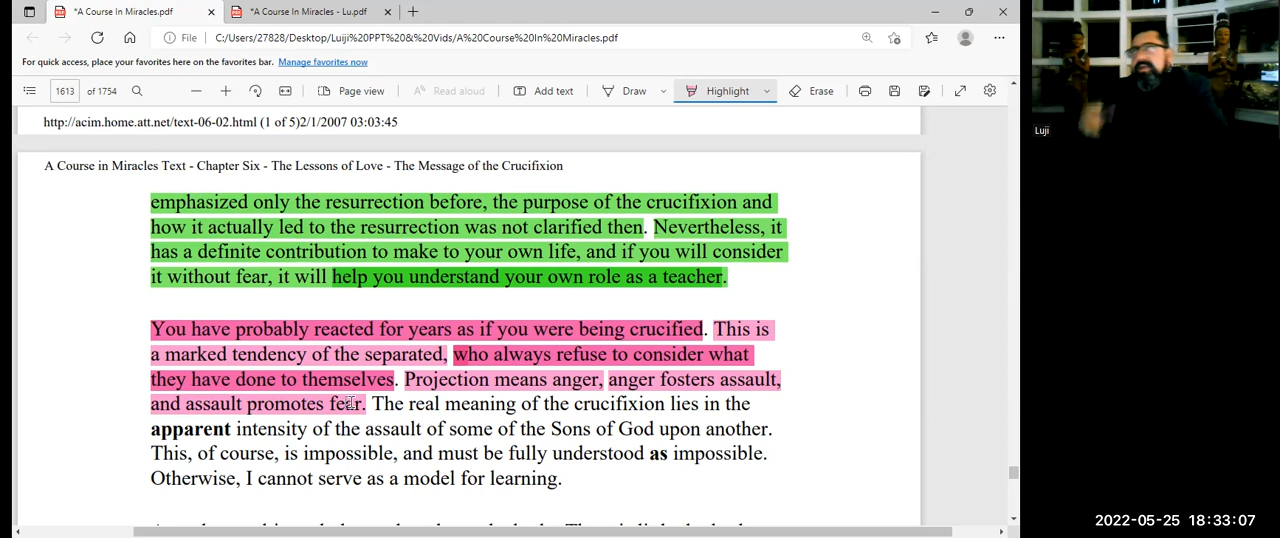 *A Course In Miracles.pdf
*A Course In Miracles - Lu.pdf
File
C:/Users/27828/Desktop/Luiji%20PPT%20&%20Vids/A%20Course%20In%20Miracles.pdf
For quick access, place your favorites here on the favorites bar. Manage favorites now
1613 of 1754 Page view Read aloud Add text Draw Highlight Erase
http://acim.home.att.net/text-06-02.html (1 of 5)2/1/2007 03:03:45
A Course in Miracles Text - Chapter Six - The Lessons of Love - The Message of the Crucifixion
emphasized only the resurrection before, the purpose of the crucifixion and
how it actually led to the resurrection was not clarified then. Nevertheless, it
has a definite contribution to make to your own life, and if you will consider
it without fear, it will help you understand your own role as a teacher.
You have probably reacted for years as if you were being crucified. This is
a marked tendency of the separated, who always refuse to consider what
they have done to themselves. Projection means anger, anger fosters assault,
and assault promotes fear. The real meaning of the crucifixion lies in the
apparent intensity of the assault of some of the Sons of God upon another.
This, of course, is impossible, and must be fully understood as impossible.
Otherwise, I cannot serve as a model for learning.
Luji
2022-05-25 18:33:07